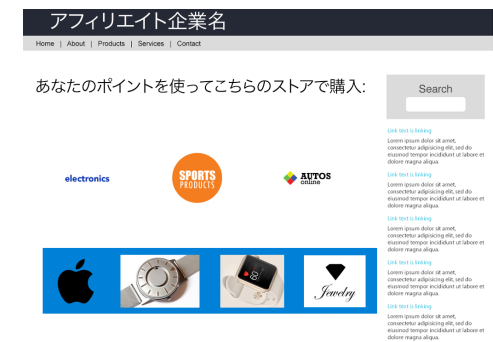 アフィリエイト企業名
Home | About | Products | Services | Contact
あなたのポイントを使ってこちらのストアで購入:
Search
electronics
SPORTS
PRODUCTS
AUTOS
online
Jewelry
Link text is linking
Lorem ipsum dolor sit amet,
consectetur adipisicing elit, sed do
eiusmod tempor incididunt ut labore et
dolore magna aliqua.
Link text is linking
Lorem ipsum dolor sit amet,
consectetur adipisicing elit, sed do
eiusmod tempor incididunt ut labore et
dolore magna aliqua.
Link text is linking
Lorem ipsum dolor sit amet,
consectetur adipisicing elit, sed do
eiusmod tempor incididunt ut labore et
dolore magna aliqua.
Link text is linking
Lorem ipsum dolor sit amet,
consectetur adipisicing elit, sed do
eiusmod tempor incididunt ut labore et
dolore magna aliqua.
Link text is linking
Lorem ipsum dolor sit amet,
consectetur adipisicing elit, sed do
eiusmod tempor incididunt ut labore et
dolore magna aliqua.